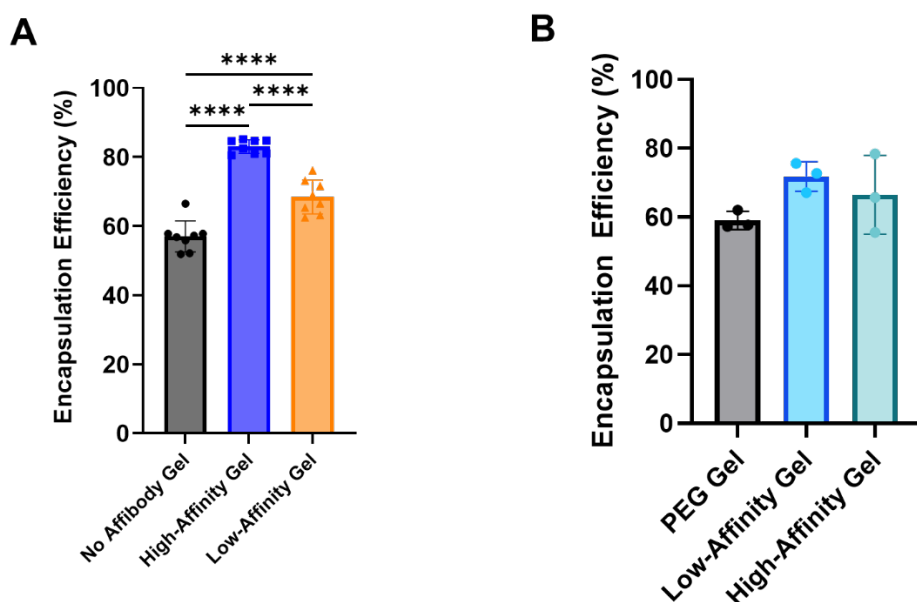 A
Encapsulation Efficiency (%)
100
80
60
40
20
0
****
****
****
No Affibody Gel
High-Affinity Gel
Low-Affinity Gel
B
Encapsulation Efficiency (%)
100
80
60
40
20
0
PEG Gel
Low-Affinity Gel
High-Affinity Gel